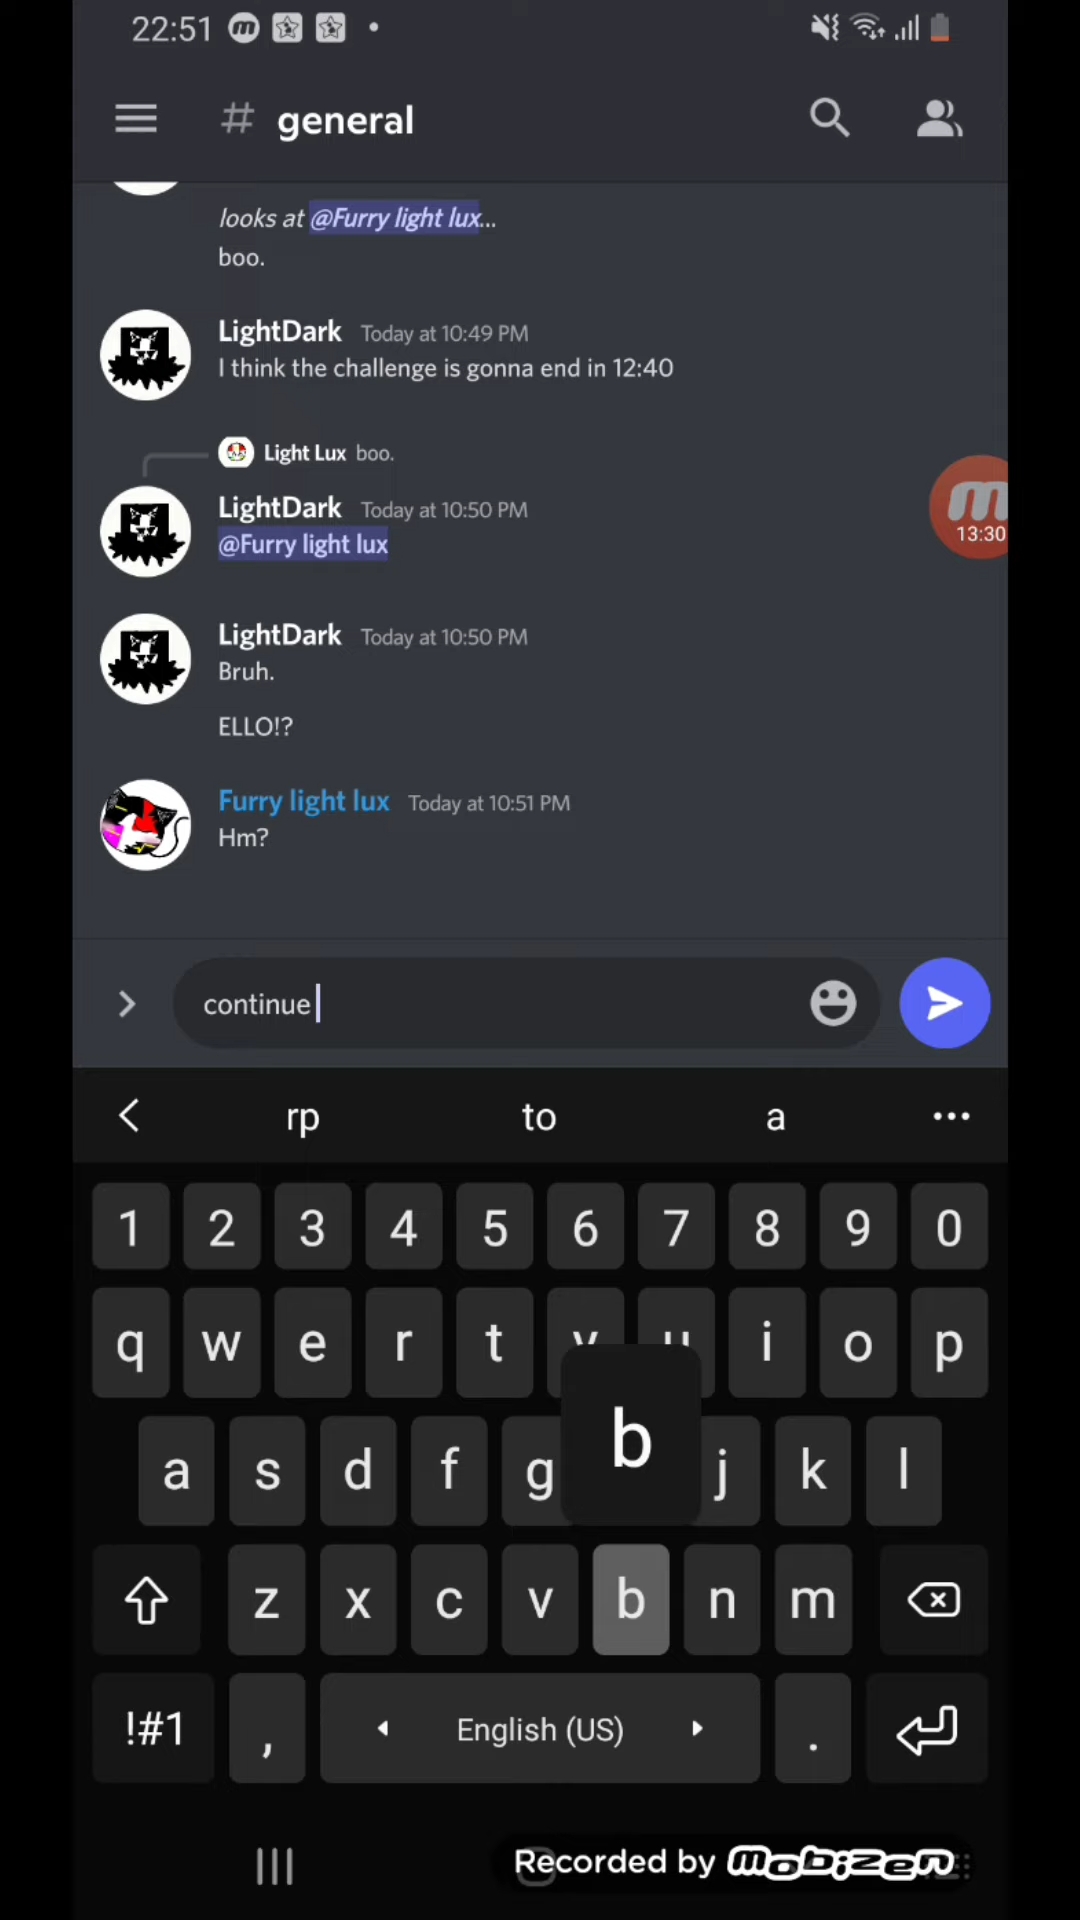 22:51
# general
looks at @Furry light lux...
boo.
LightDark Today at 10:49 PM
I think the challenge is gonna end in 12:40
Light Lux boo.
LightDark Today at 10:50 PM
@Furry light lux
13:30
LightDark Today at 10:50 PM
Bruh.
ELLO!?
Furry light lux Today at 10:51 PM
Hm?
continue
rp to a
1 2 3 4 5 6 7 8 9 0
q w e r t y u i o p
b
a s d f g j k l
z x c v b n m
!#1 , English (US) .
Recorded by mobizen